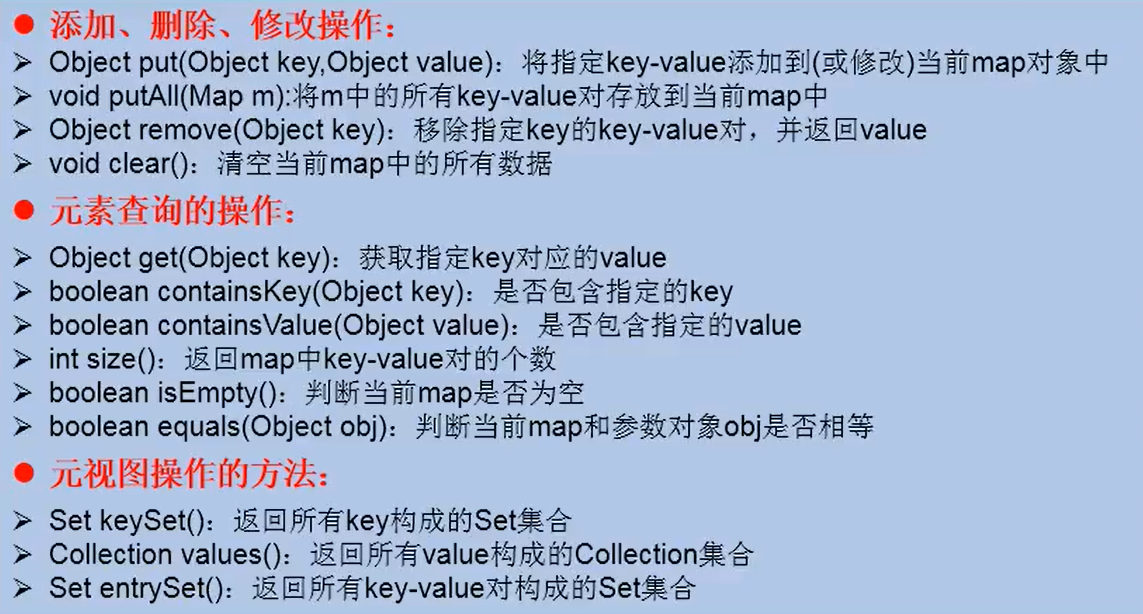 添加、删除、修改操作：
Object put(Object key,Object value)：将指定key-value添加到(或修改)当前map对象中
void putAll(Map m):将m中的所有key-value对存放到当前map中
Object remove(Object key)：移除指定key的key-value对，并返回value
void clear()：清空当前map中的所有数据
元素查询的操作：
Object get(Object key)：获取指定key对应的value
boolean containsKey(Object key)：是否包含指定的key
boolean containsValue(Object value)：是否包含指定的value
int size()：返回map中key-value对的个数
boolean isEmpty()：判断当前map是否为空
boolean equals(Object obj)：判断当前map和参数对象obj是否相等
元视图操作的方法：
Set keySet()：返回所有key构成的Set集合
Collection values()：返回所有value构成的Collection集合
Set entrySet()：返回所有key-value对构成的Set集合